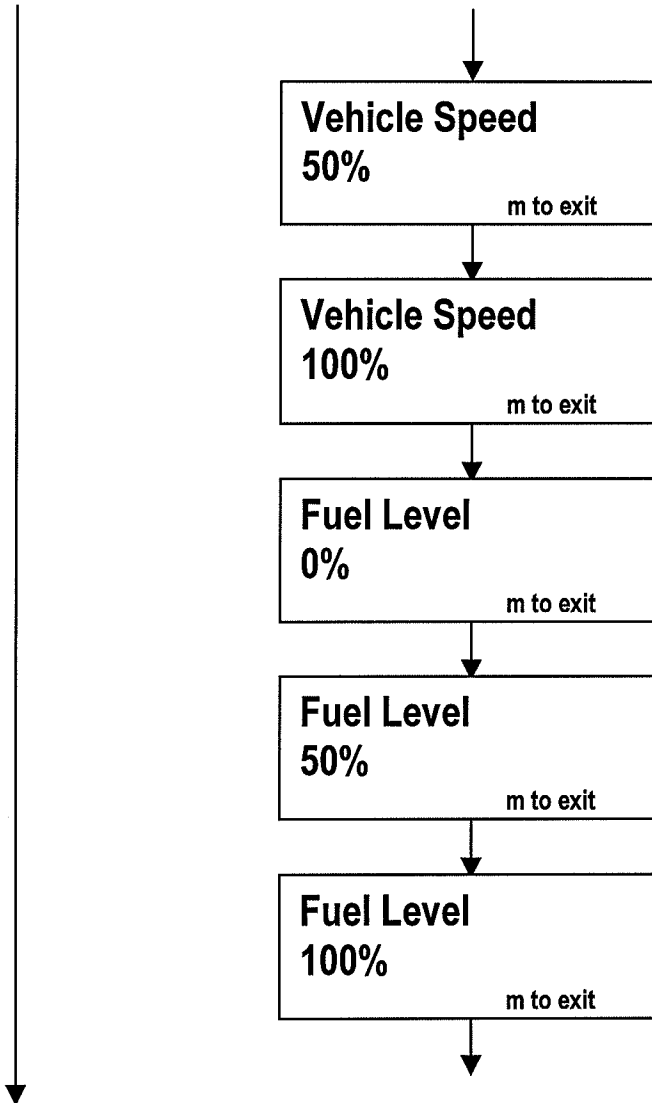 Vehicle Speed
50%
m to exit
Vehicle Speed
100%
m to exit
Fuel Level
0%
m to exit
Fuel Level
50%
m to exit
Fuel Level
100%
m to exit